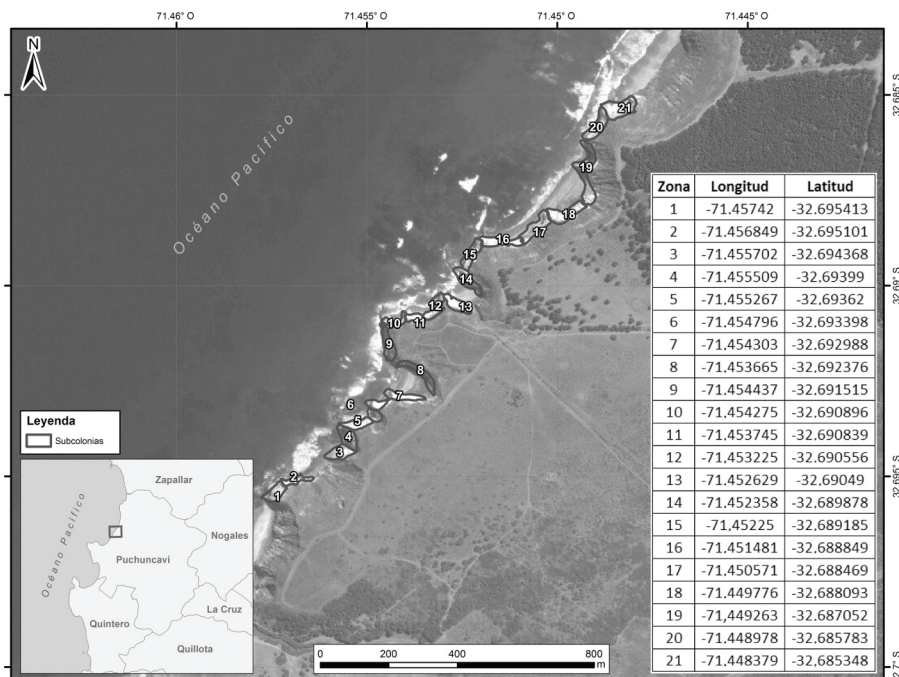 71.46° O 71.455° O 71.45° O 71.445° O
N
Océano Pacífico
32.685° S
32.69° S
32.695° S
32.7° S
21
20
19
18
17
16
15
14
13
12
11
10
9
8
7
6
5
4
3
2
1
Zona Longitud Latitud
1 -71.45742 -32.695413
2 -71.456849 -32.695101
3 -71.455702 -32.694368
4 -71.455509 -32.69399
5 -71.455267 -32.69362
6 -71.454796 -32.693398
7 -71.454303 -32.692988
8 -71.453665 -32.692376
9 -71.454437 -32.691515
10 -71.454275 -32.690896
11 -71.453745 -32.690839
12 -71.453225 -32.690556
13 -71.452629 -32.69049
14 -71.452358 -32.689878
15 -71.45225 -32.689185
16 -71.451481 -32.688849
17 -71.450571 -32.688469
18 -71.449776 -32.688093
19 -71.449263 -32.687052
20 -71,448978 -32.685783
21 -71.448379 -32.685348
Leyenda
Subcolonias
Océano Pacífico
Zapallar
Nogales
Puchuncavi
La Cruz
Quintero
Quillota
0 200 400 800
m